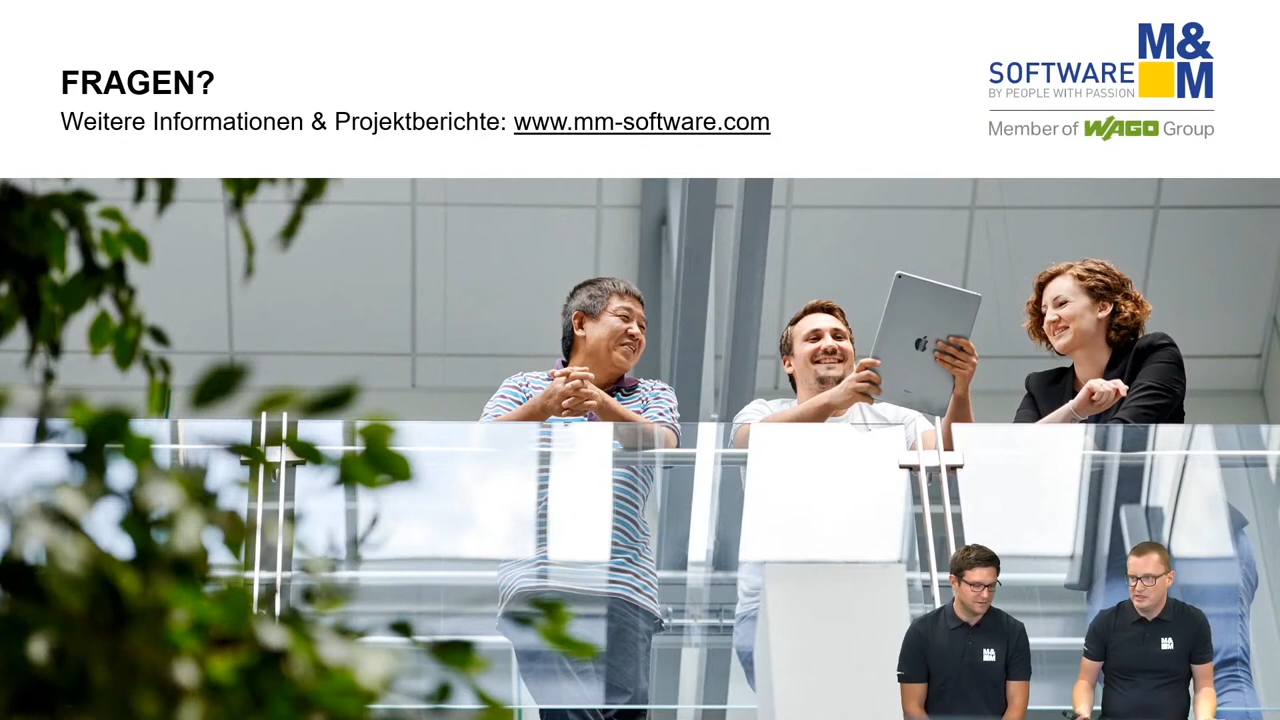 FRAGEN?
Weitere Informationen & Projektberichte: www.mm-software.com
M&
SOFTWARE M
BY PEOPLE WITH PASSION
Member of WAGO Group
M&
M
M&
M